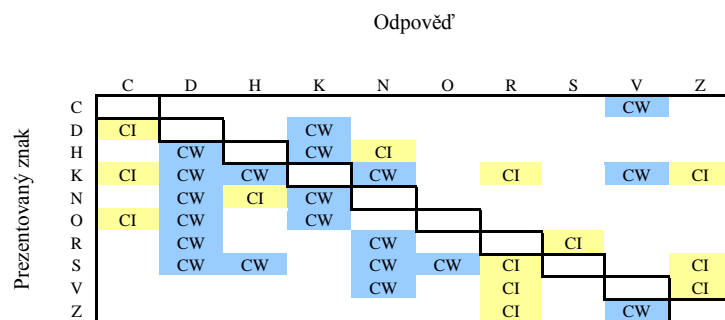 Odpověď
C D H K N O R S V Z
Prezentovaný znak
C CW
D CI CW
H CW CW CI
K CI CW CW CW CI CW CI
N CW CI CW
O CI CW CW
R CW CW CI
S CW CW CW CW CI CI
V CW CI CI
Z CI CW